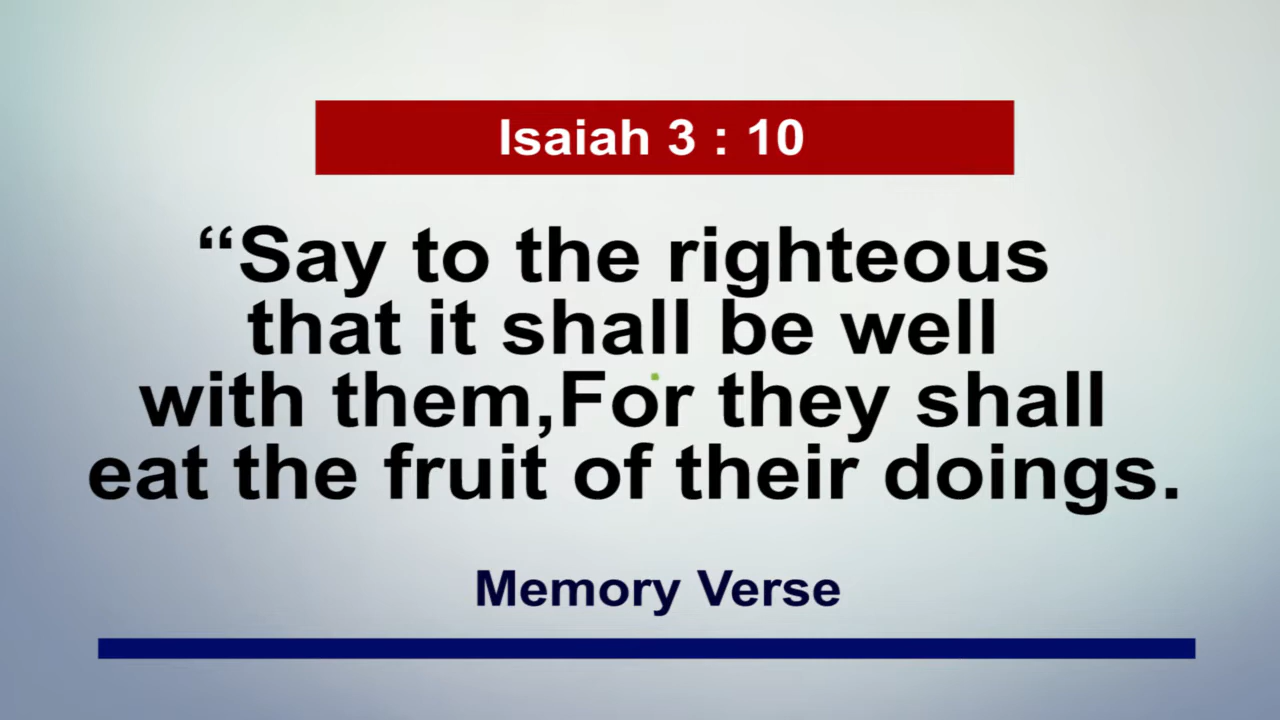 Isaiah 3 : 10
“Say to the righteous
that it shall be well
with them,For they shall
eat the fruit of their doings.
Memory Verse